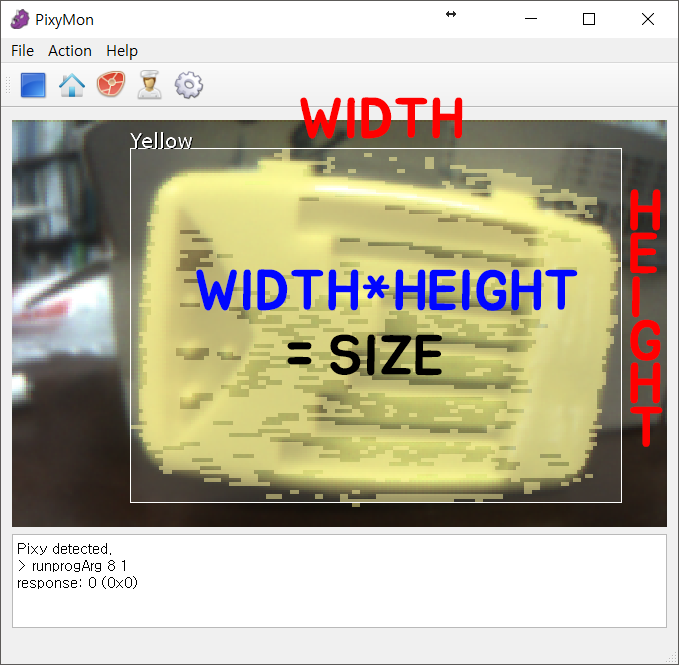 PixyMon
File Action Help
WIDTH
Yellow
HEIGHT
WIDTH*HEIGHT
= SIZE
Pixy detected.
> runprogArg 8 1
response: 0 (0x0)